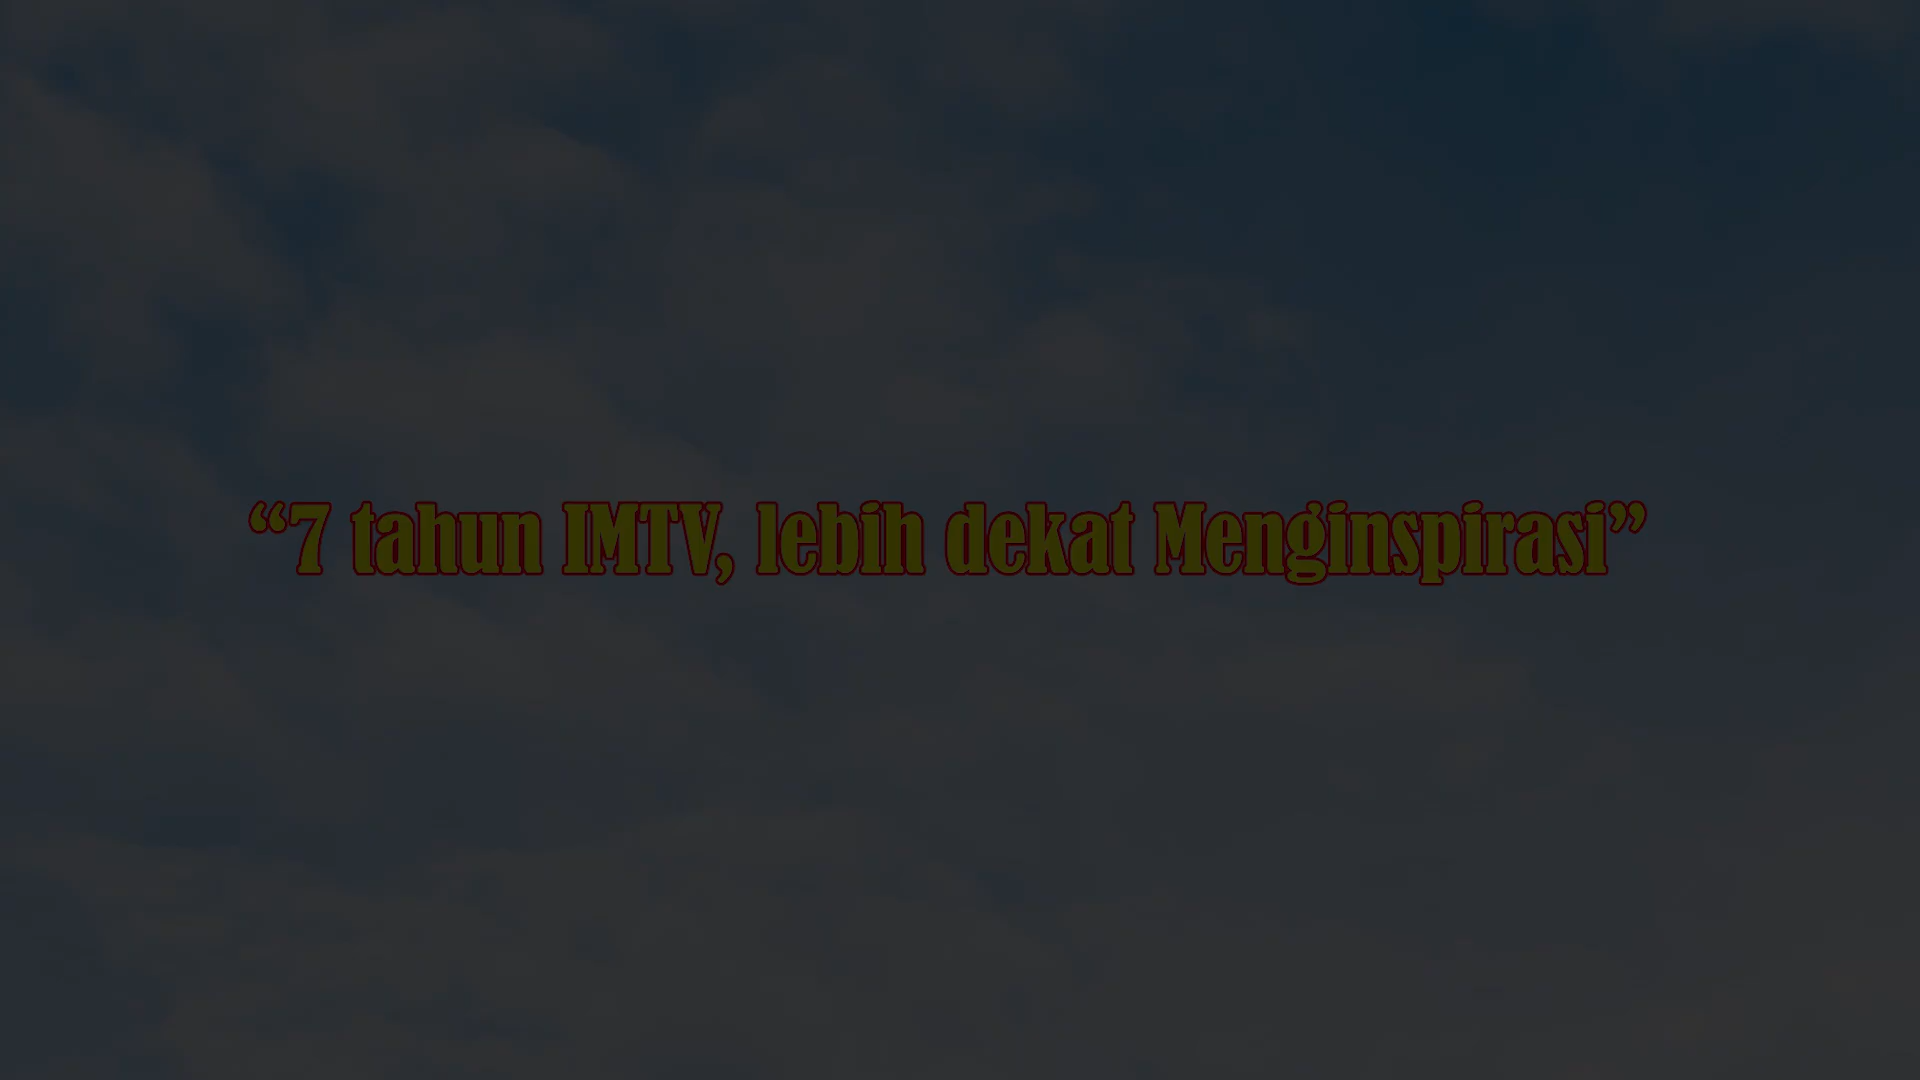 “7 tahun IMTV, lebih dekat Menginspirasi”